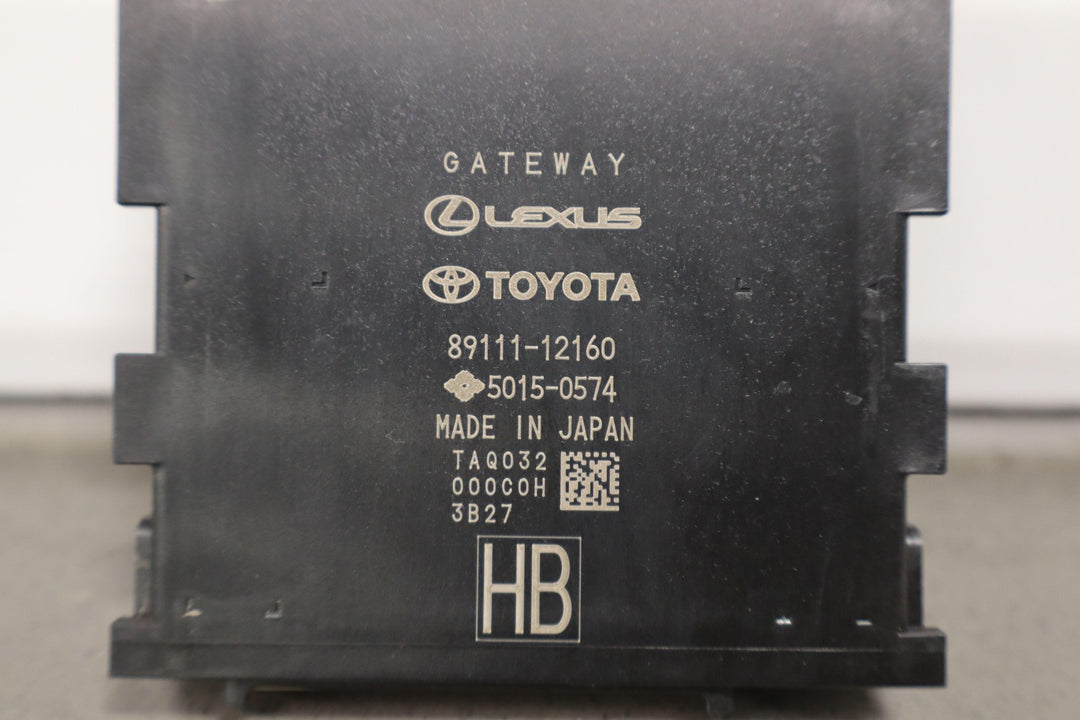 GATEWAY
LEXUS
TOYOTA
89111-12160
5015-0574
MADE IN JAPAN
TAQ032
000C0H
3B27
HB